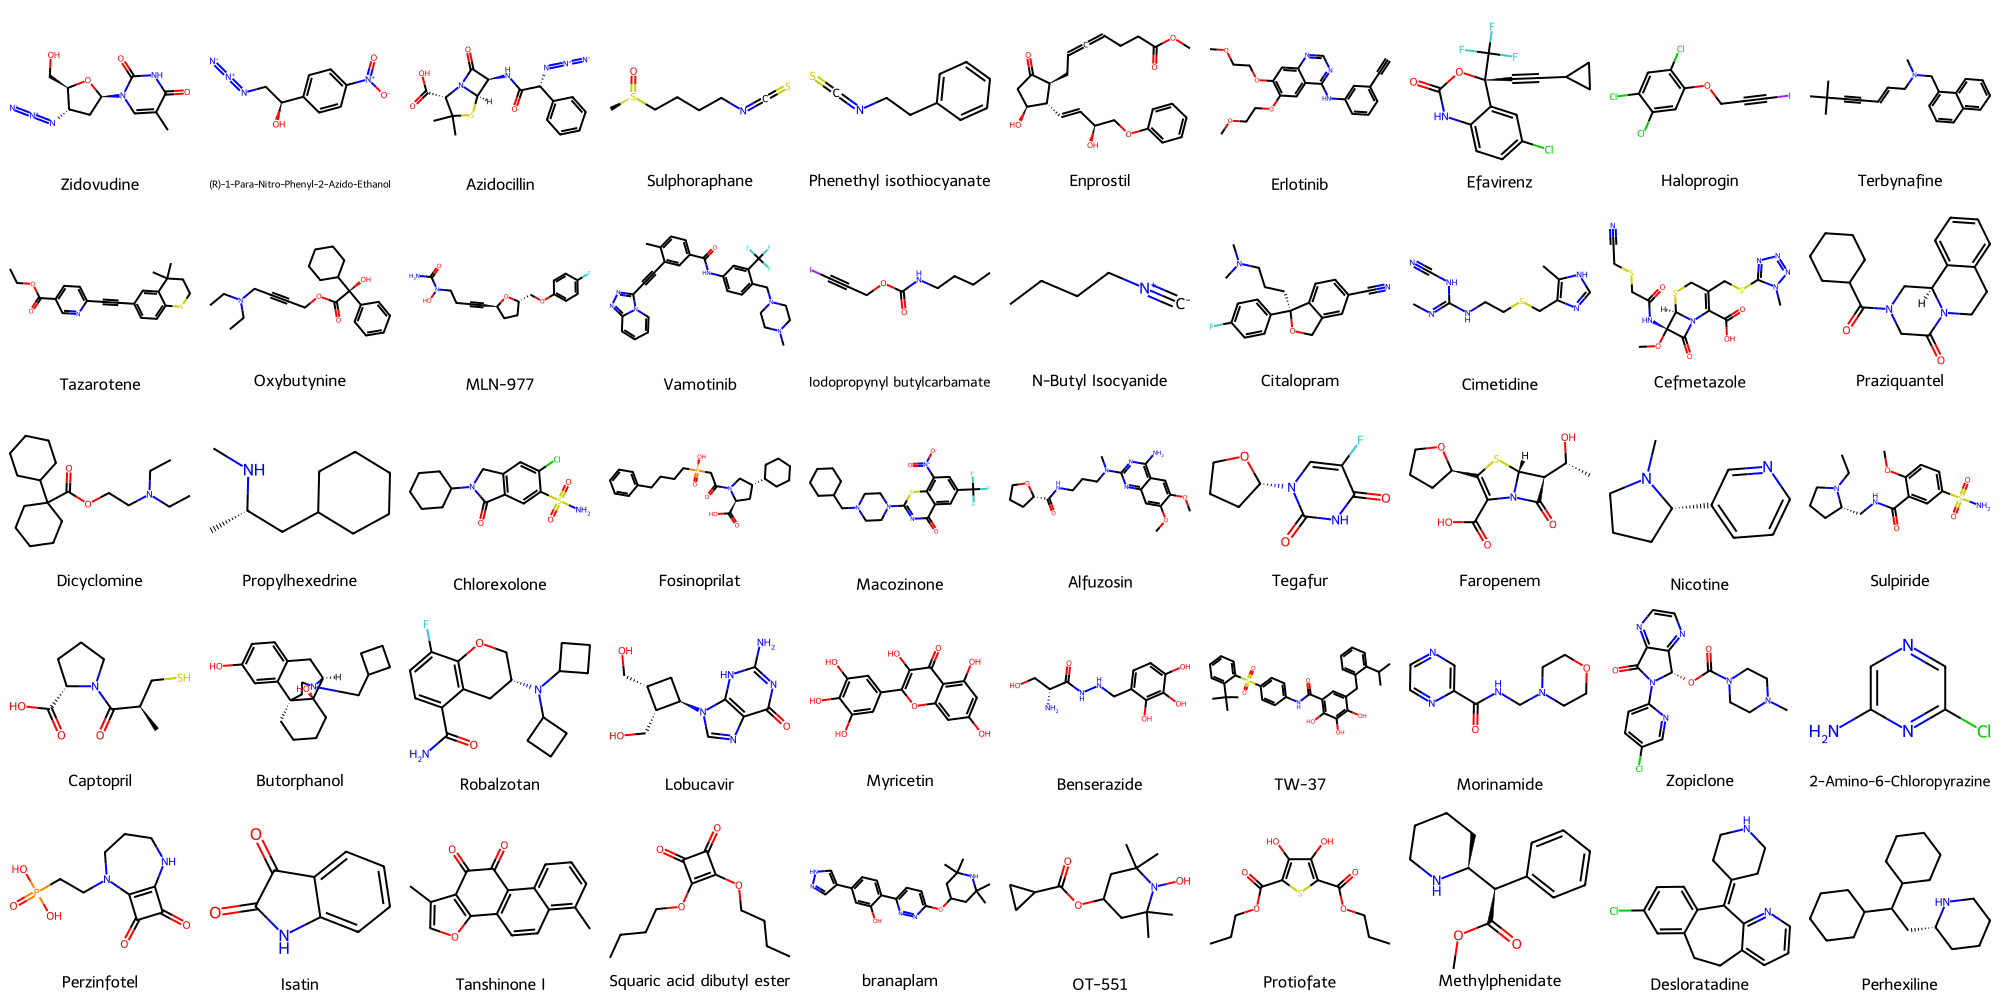 Zidovudine
(R)-1-Para-Nitro-Phenyl-2-Azido-Ethanol
Azidocillin
Sulphoraphane
Phenethyl isothiocyanate
Enprostil
Erlotinib
Efavirenz
Haloprogin
Terbynafine
Tazarotene
Oxybutynine
MLN-977
Vamotinib
Iodopropynyl butylcarbamate
N-Butyl Isocyanide
Citalopram
Cimetidine
Cefmetazole
Praziquantel
Dicyclomine
Propylhexedrine
Chlorexolone
Fosinoprilat
Macozinone
Alfuzosin
Tegafur
Faropenem
Nicotine
Sulpiride
Captopril
Butorphanol
Robalzotan
Lobucavir
Myricetin
Benserazide
TW-37
Morinamide
Zopiclone
2-Amino-6-Chloropyrazine
Perzinfotel
Isatin
Tanshinone I
Squaric acid dibutyl ester
branaplam
OT-551
Protiofate
Methylphenidate
Desloratadine
Perhexiline